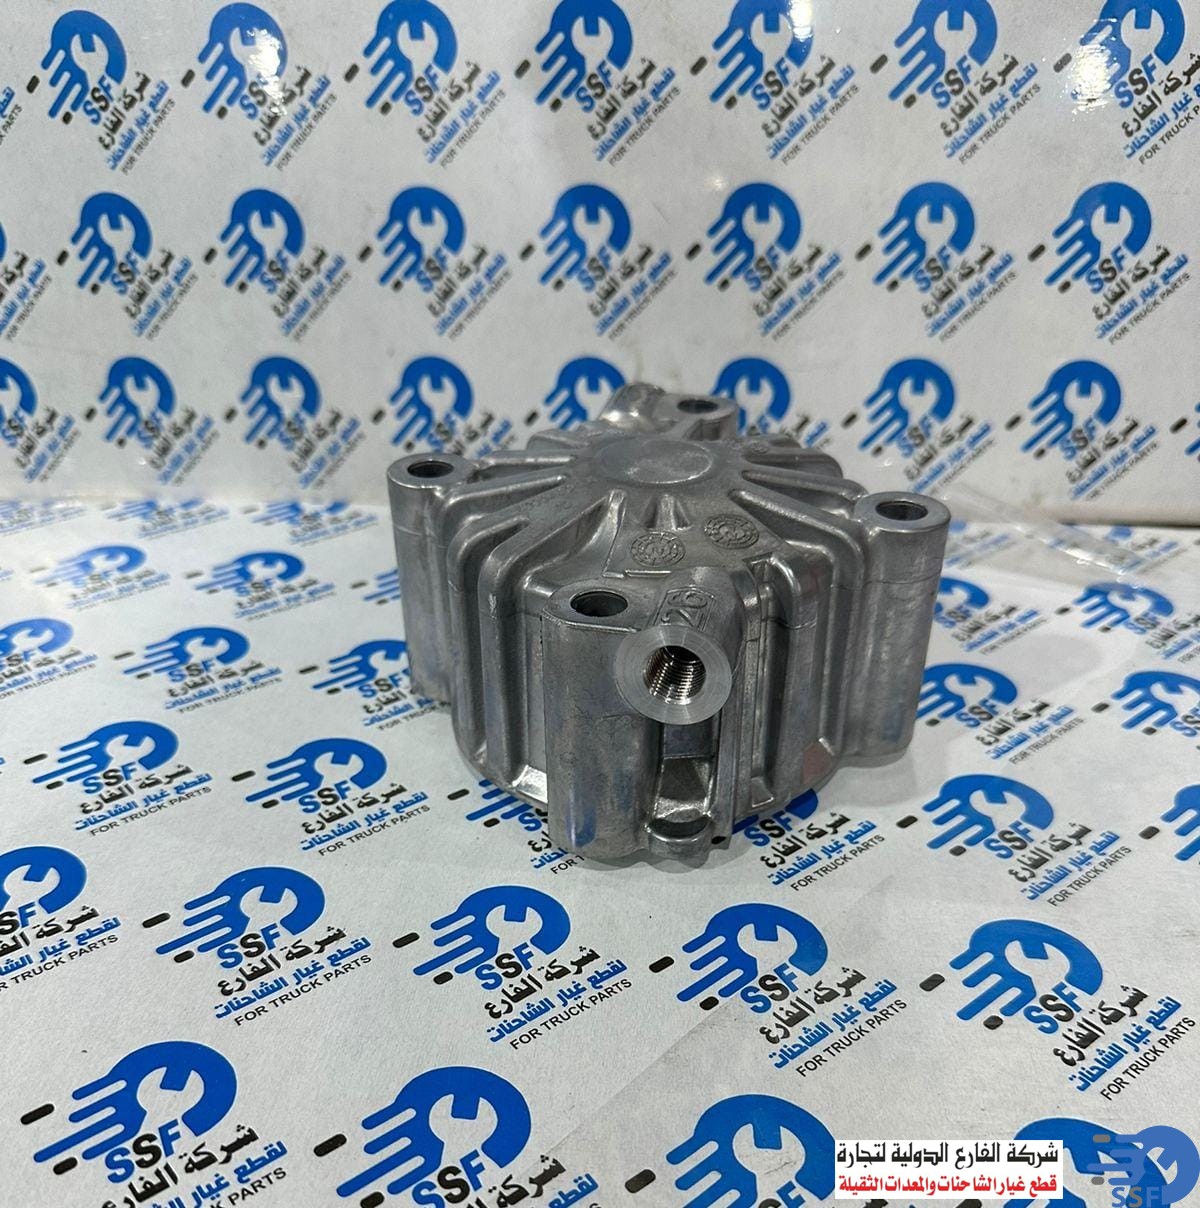 SSF
شركة الفارع
لقطع غيار الشاحنات
FOR TRUCK PARTS
26
شركة الفارع الدولية لتجارة
قطع غيار الشاحنات والمعدات الثقيلة
SSF